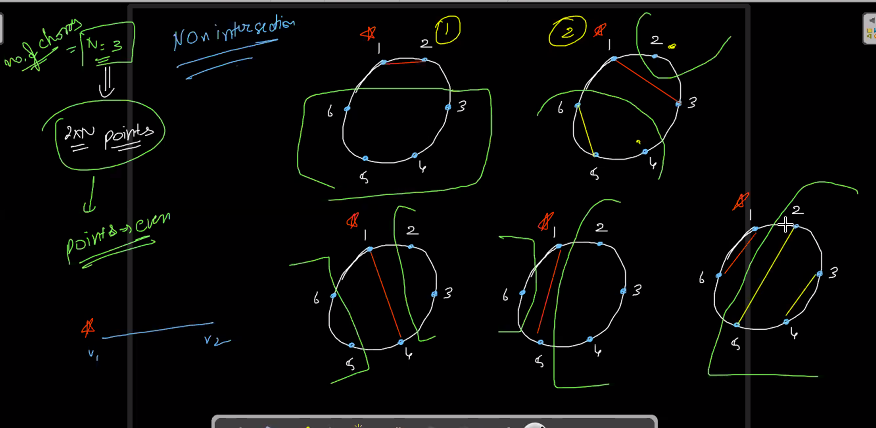 no. of chords = N = 3
NOn intersection
2xN points
points → even
v1 v2
1
1 2 3 4 5 6
2
1 2 3 4 5 6
1 2 3 4 5 6
1 2 3 4 5 6
1 2 3 4 5 6